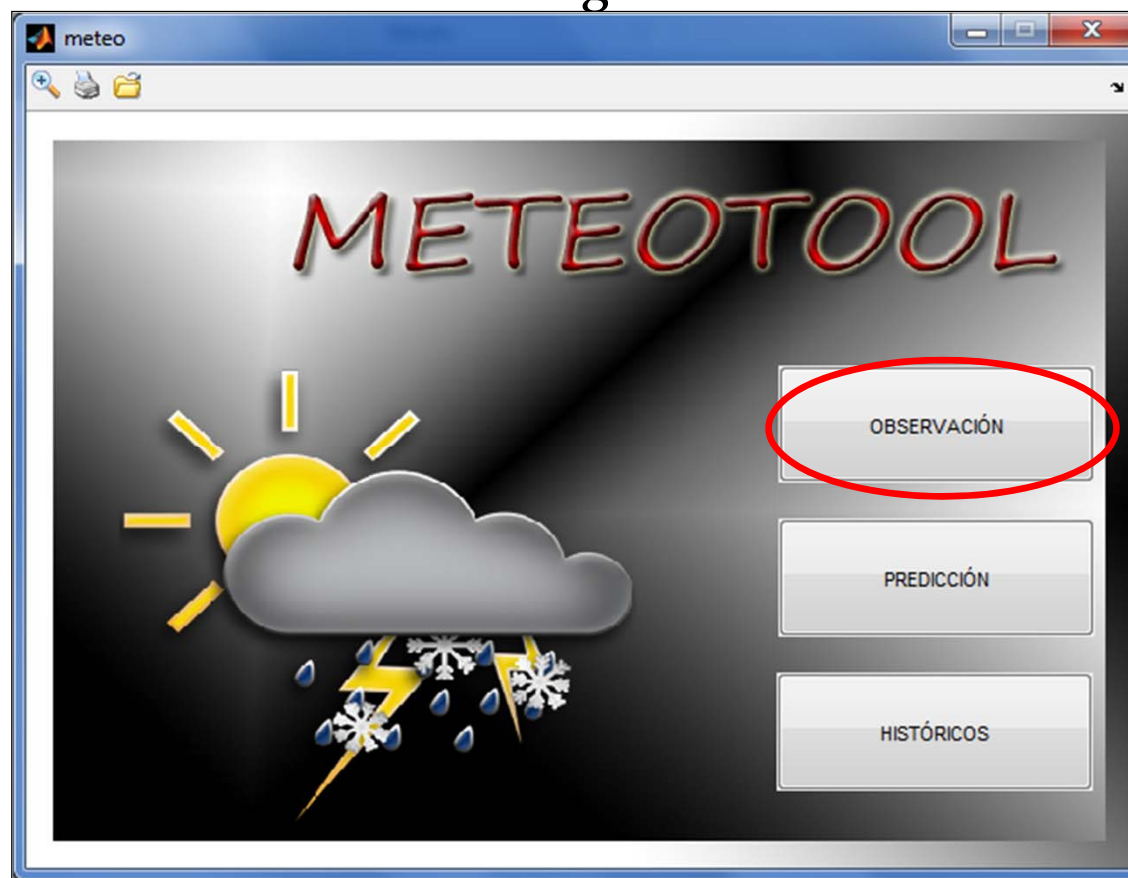 meteo
METEOTOOL
OBSERVACIÓN
PREDICCIÓN
HISTÓRICOS